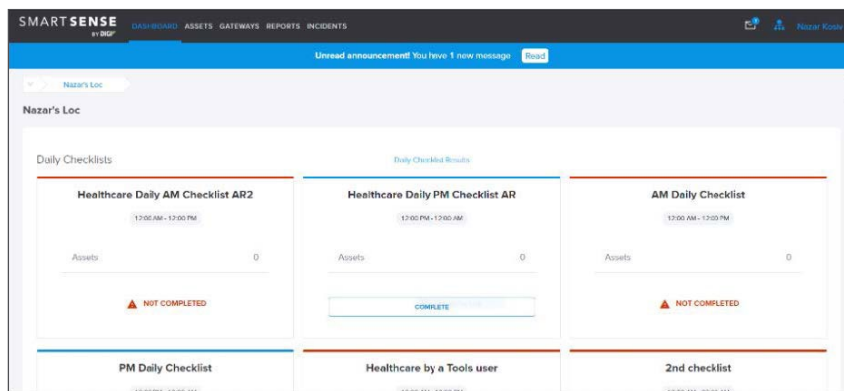 SMARTSENSE
BY DIGI
DASHBOARD ASSETS GATEWAYS REPORTS INCIDENTS
1
Nazar Kosiv
Unread announcement! You have 1 new message Read
Nazar's Loc
Nazar's Loc
Daily Checklists
Daily Checklist Results
Healthcare Daily AM Checklist AR2
12:00 AM - 12:00 PM
Assets 0
NOT COMPLETED
Healthcare Daily PM Checklist AR
12:00 PM - 12:00 AM
Assets 0
COMPLETE
AM Daily Checklist
12:00 AM - 12:00 PM
Assets 0
NOT COMPLETED
PM Daily Checklist
Healthcare by a Tools user
2nd checklist